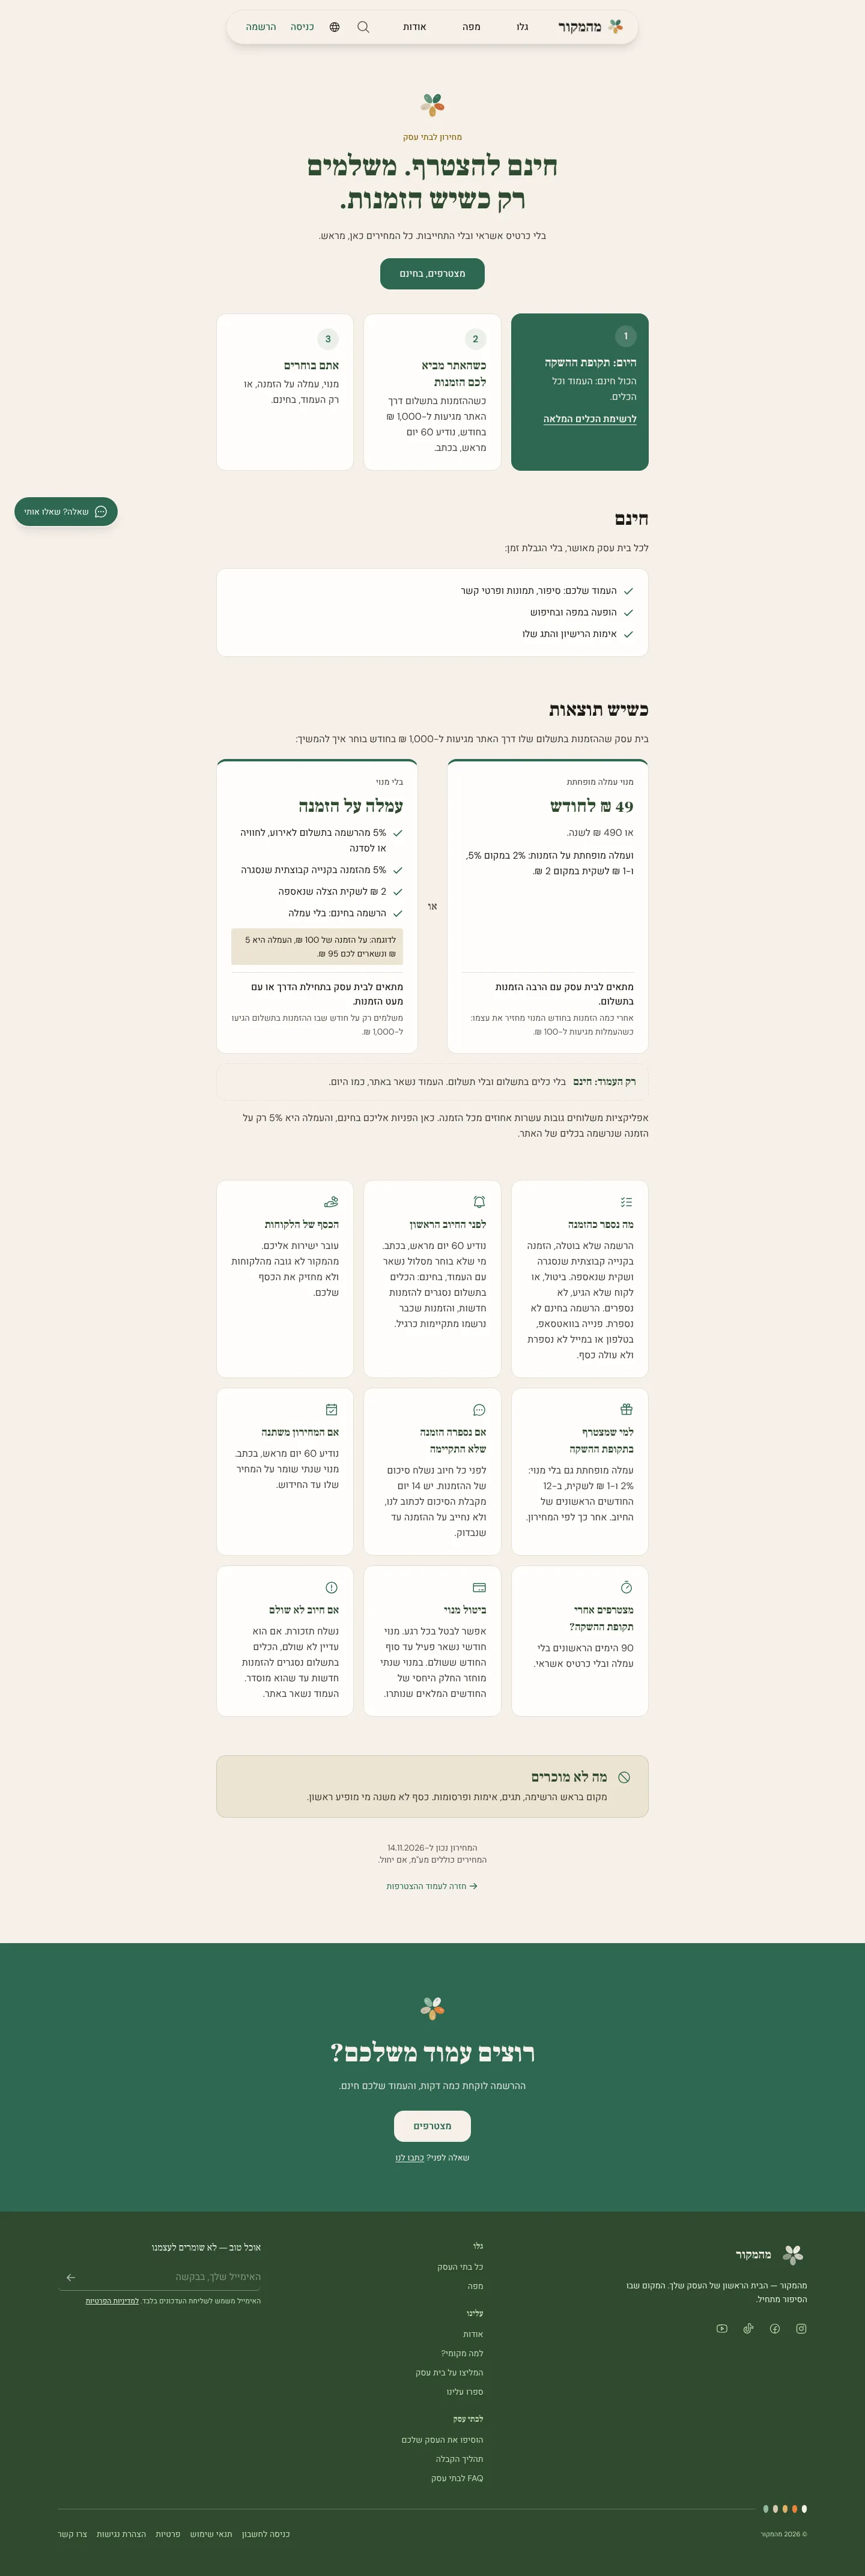 מהמקור
גלו
מפה
אודות
כניסה
הרשמה
מחירון לבתי עסק
חינם להצטרף. משלמים
רק כשיש הזמנות.
בלי כרטיס אשראי ובלי התחייבות. כל המחירים כאן, מראש.
מצטרפים, בחינם
1
היום: תקופת ההשקה
הכול חינם: העמוד וכל
הכלים.
לרשימת הכלים המלאה
2
כשהאתר מביא
לכם הזמנות
כשההזמנות בתשלום דרך
האתר מגיעות ל-1,000 ₪
בחודש, נודיע 60 יום
מראש, בכתב.
3
אתם בוחרים
מנוי, עמלה על הזמנה, או
רק העמוד, בחינם.
שאלה? שאלו אותי
חינם
לכל בית עסק מאושר, בלי הגבלת זמן:
העמוד שלכם: סיפור, תמונות ופרטי קשר
הופעה במפה ובחיפוש
אימות הרישיון והתג שלו
כשיש תוצאות
בית עסק שההזמנות בתשלום שלו דרך האתר מגיעות ל-1,000 ₪ בחודש בוחר איך להמשיך:
מנוי עמלה מופחתת
49 ₪ לחודש
או 490 ₪ לשנה.
ועמלה מופחתת על הזמנות: 2% במקום 5%,
ו-1 ₪ לשקית במקום 2 ₪.
מתאים לבית עסק עם הרבה הזמנות
בתשלום.
אחרי כמה הזמנות בחודש המנוי מחזיר את עצמו:
כשהעמלות מגיעות ל-100 ₪.
או
בלי מנוי
עמלה על הזמנה
5% מהרשמה בתשלום לאירוע, לחוויה
או לסדנה
5% מהזמנה בקנייה קבוצתית שנסגרה
2 ₪ לשקית הצלה שנאספה
הרשמה בחינם: בלי עמלה
לדוגמה: על הזמנה של 100 ₪, העמלה היא 5
₪ ונשארים לכם 95 ₪.
מתאים לבית עסק בתחילת הדרך או עם
מעט הזמנות.
משלמים רק על חודש שבו ההזמנות בתשלום הגיעו
ל-1,000 ₪.
רק העמוד: חינם בלי כלים בתשלום ובלי תשלום. העמוד נשאר באתר, כמו היום.
אפליקציות משלוחים גובות עשרות אחוזים מכל הזמנה. כאן הפניות אליכם בחינם, והעמלה היא 5% רק על
הזמנה שנרשמה בכלים של האתר.
מה נספר כהזמנה
הרשמה שלא בוטלה, הזמנה
בקנייה קבוצתית שנסגרה
ושקית שנאספה. ביטול, או
לקוח שלא הגיע, לא
נספרים. הרשמה בחינם לא
נספרת. פנייה בוואטסאפ,
בטלפון או במייל לא נספרת
ולא עולה כסף.
לפני החיוב הראשון
נודיע 60 יום מראש, בכתב.
מי שלא בוחר מסלול נשאר
עם העמוד, בחינם: הכלים
בתשלום נסגרים להזמנות
חדשות, והזמנות שכבר
נרשמו מתקיימות כרגיל.
הכסף של הלקוחות
עובר ישירות אליכם.
מהמקור לא גובה מהלקוחות
ולא מחזיק את הכסף
שלכם.
למי שמצטרף
בתקופת ההשקה
עמלה מופחתת גם בלי מנוי:
2% ו-1 ₪ לשקית, ב-12
החודשים הראשונים של
החיוב. אחר כך לפי המחירון.
אם נספרה הזמנה
שלא התקיימה
לפני כל חיוב נשלח סיכום
של ההזמנות. יש 14 יום
מקבלת הסיכום לכתוב לנו,
ולא נחייב על ההזמנה עד
שנבדוק.
אם המחירון משתנה
נודיע 60 יום מראש, בכתב.
מנוי שנתי שומר על המחיר
שלו עד החידוש.
מצטרפים אחרי
תקופת ההשקה?
90 הימים הראשונים בלי
עמלה ובלי כרטיס אשראי.
ביטול מנוי
אפשר לבטל בכל רגע. מנוי
חודשי נשאר פעיל עד סוף
החודש ששולם. במנוי שנתי
מוחזר החלק היחסי של
החודשים המלאים שנותרו.
אם חיוב לא שולם
נשלח תזכורת. אם הוא
עדיין לא שולם, הכלים
בתשלום נסגרים להזמנות
חדשות עד שהוא מוסדר.
העמוד נשאר באתר.
מה לא מוכרים
מקום בראש הרשימה, תגים, אימות ופרסומות. כסף לא משנה מי מופיע ראשון.
המחירון נכון ל-14.11.2026
המחירים כוללים מע"מ, אם יחול.
חזרה לעמוד ההצטרפות
רוצים עמוד משלכם?
ההרשמה לוקחת כמה דקות, והעמוד שלכם חינם.
מצטרפים
שאלה לפני? כתבו לנו
מהמקור
מהמקור — הבית הראשון של העסק שלך. המקום שבו
הסיפור מתחיל.
גלו
כל בתי העסק
מפה
עלינו
אודות
למה מקומי?
המליצו על בית עסק
ספרו עלינו
לבתי עסק
הוסיפו את העסק שלכם
תהליך הקבלה
FAQ לבתי עסק
אוכל טוב — לא שומרים לעצמנו
האימייל שלך, בבקשה
האימייל משמש לשליחת העדכונים בלבד. למדיניות הפרטיות
© 2026 מהמקור
כניסה לחשבון
תנאי שימוש
פרטיות
הצהרת נגישות
צרו קשר